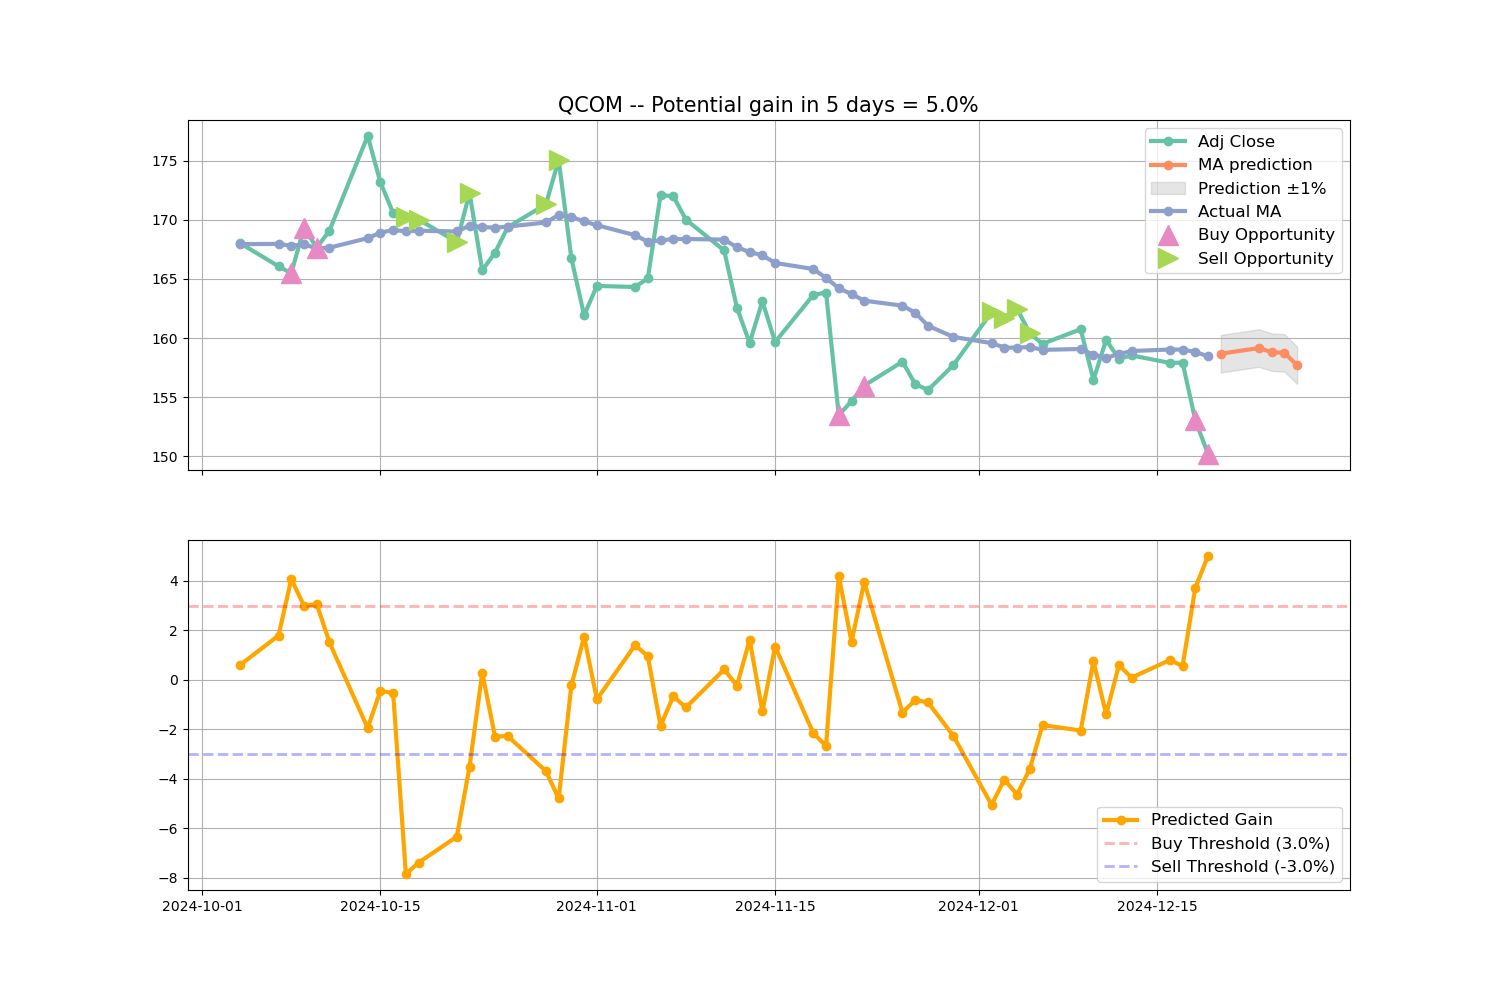 QCOM -- Potential gain in 5 days = 5.0%
175
170
165
160
155
150
Adj Close
MA prediction
Prediction ±1%
Actual MA
Buy Opportunity
Sell Opportunity
4
2
0
−2
−4
−6
−8
Predicted Gain
Buy Threshold (3.0%)
Sell Threshold (-3.0%)
2024-10-01
2024-10-15
2024-11-01
2024-11-15
2024-12-01
2024-12-15